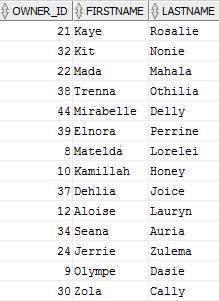 OWNER_ID FIRSTNAME LASTNAME
21 Kaye Rosalie
32 Kit Nonie
22 Mada Mahala
38 Trenna Othilia
44 Mirabelle Delly
39 Elnora Perrine
8 Matelda Lorelei
10 Kamillah Honey
37 Dehlia Joice
12 Aloise Lauryn
34 Seana Auria
24 Jerrie Zulema
9 Olympe Dasie
30 Zola Cally